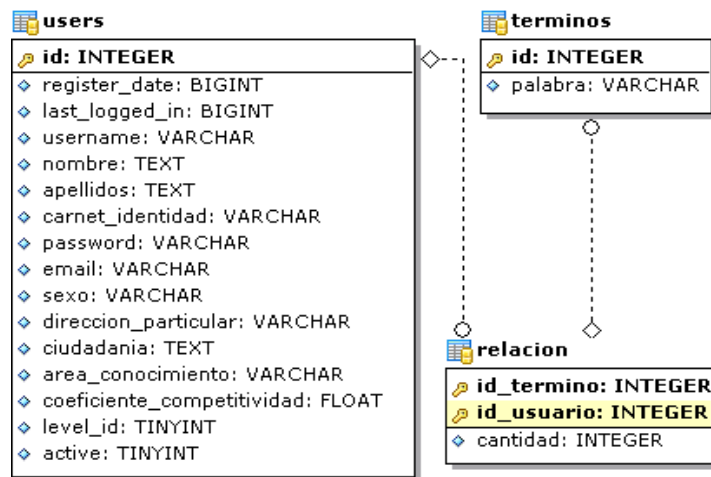 users
id: INTEGER
register_date: BIGINT
last_logged_in: BIGINT
username: VARCHAR
nombre: TEXT
apellidos: TEXT
carnet_identidad: VARCHAR
password: VARCHAR
email: VARCHAR
sexo: VARCHAR
direccion_particular: VARCHAR
ciudadania: TEXT
area_conocimiento: VARCHAR
coeficiente_competitividad: FLOAT
level_id: TINYINT
active: TINYINT
terminos
id: INTEGER
palabra: VARCHAR
relacion
id_termino: INTEGER
id_usuario: INTEGER
cantidad: INTEGER